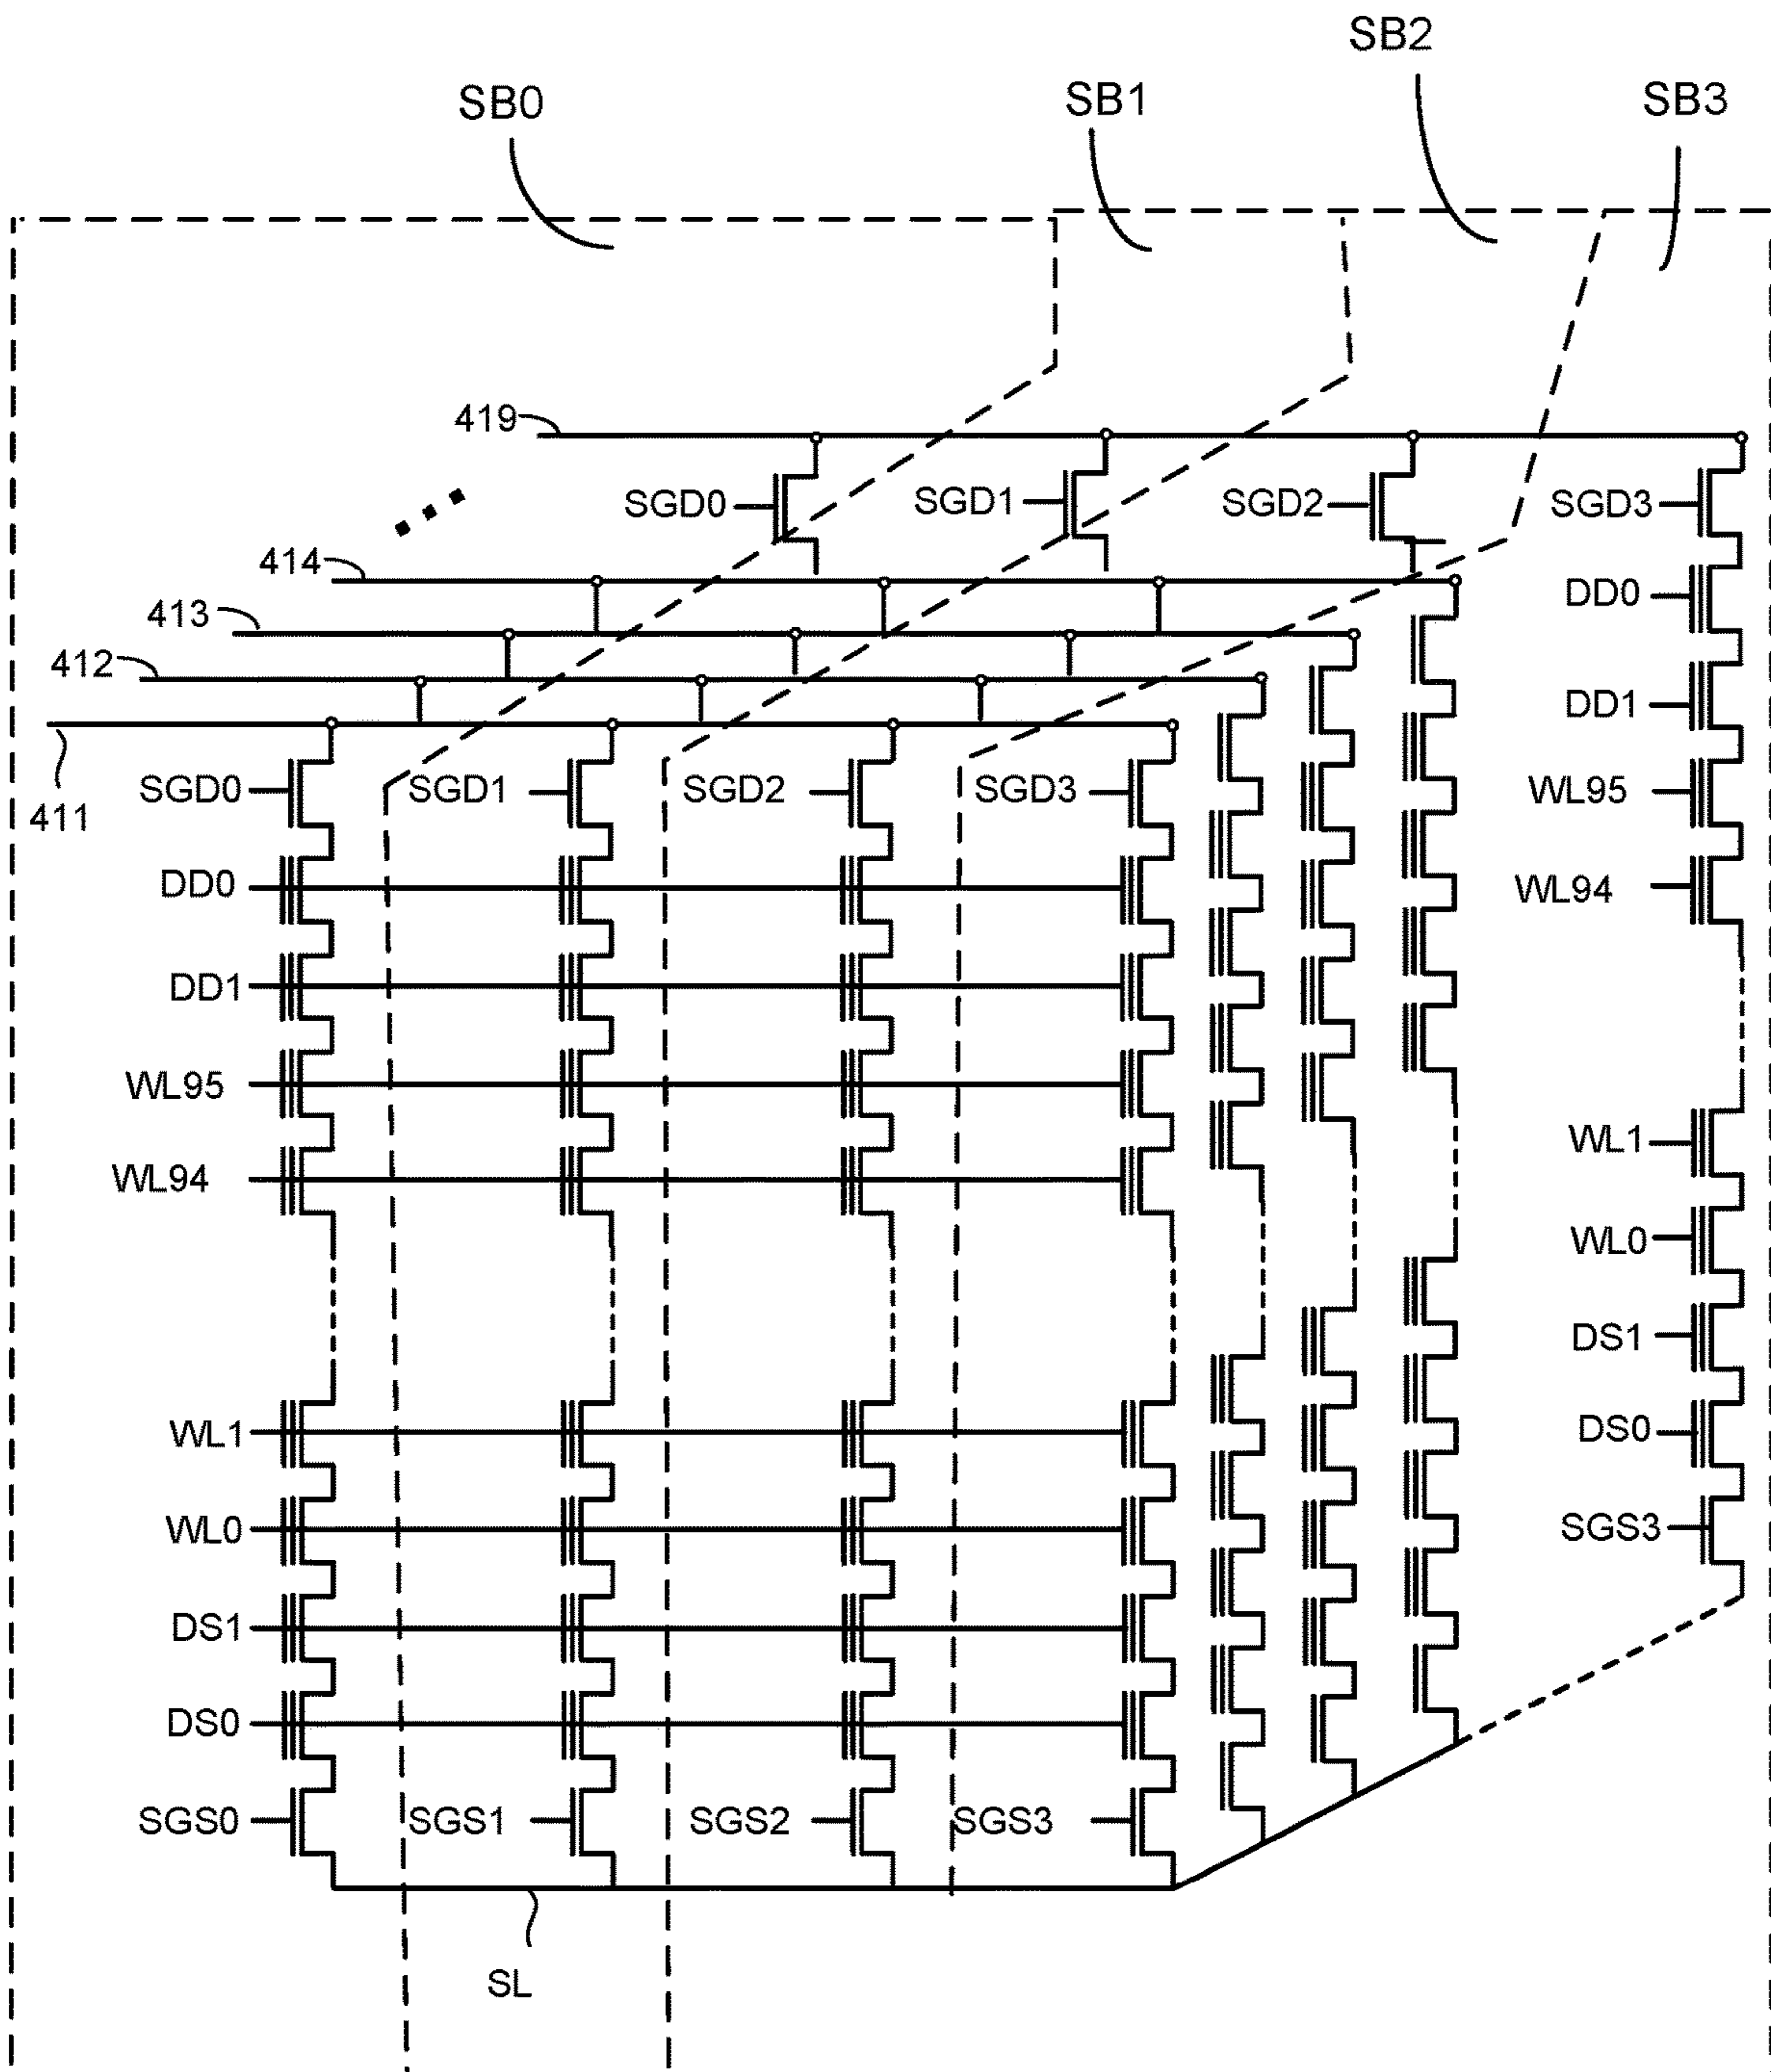 SB2
SB0 SB1 SB3
419
SGD0 SGD1 SGD2 SGD3
414
DD0
413
412
DD1
411
SGD0 SGD1 SGD2 SGD3
WL95
DD0
WL94
DD1
WL95
WL94
WL1
WL0
DS1
WL1
DS0
WL0
SGS3
DS1
DS0
SGS0 SGS1 SGS2 SGS3
SL